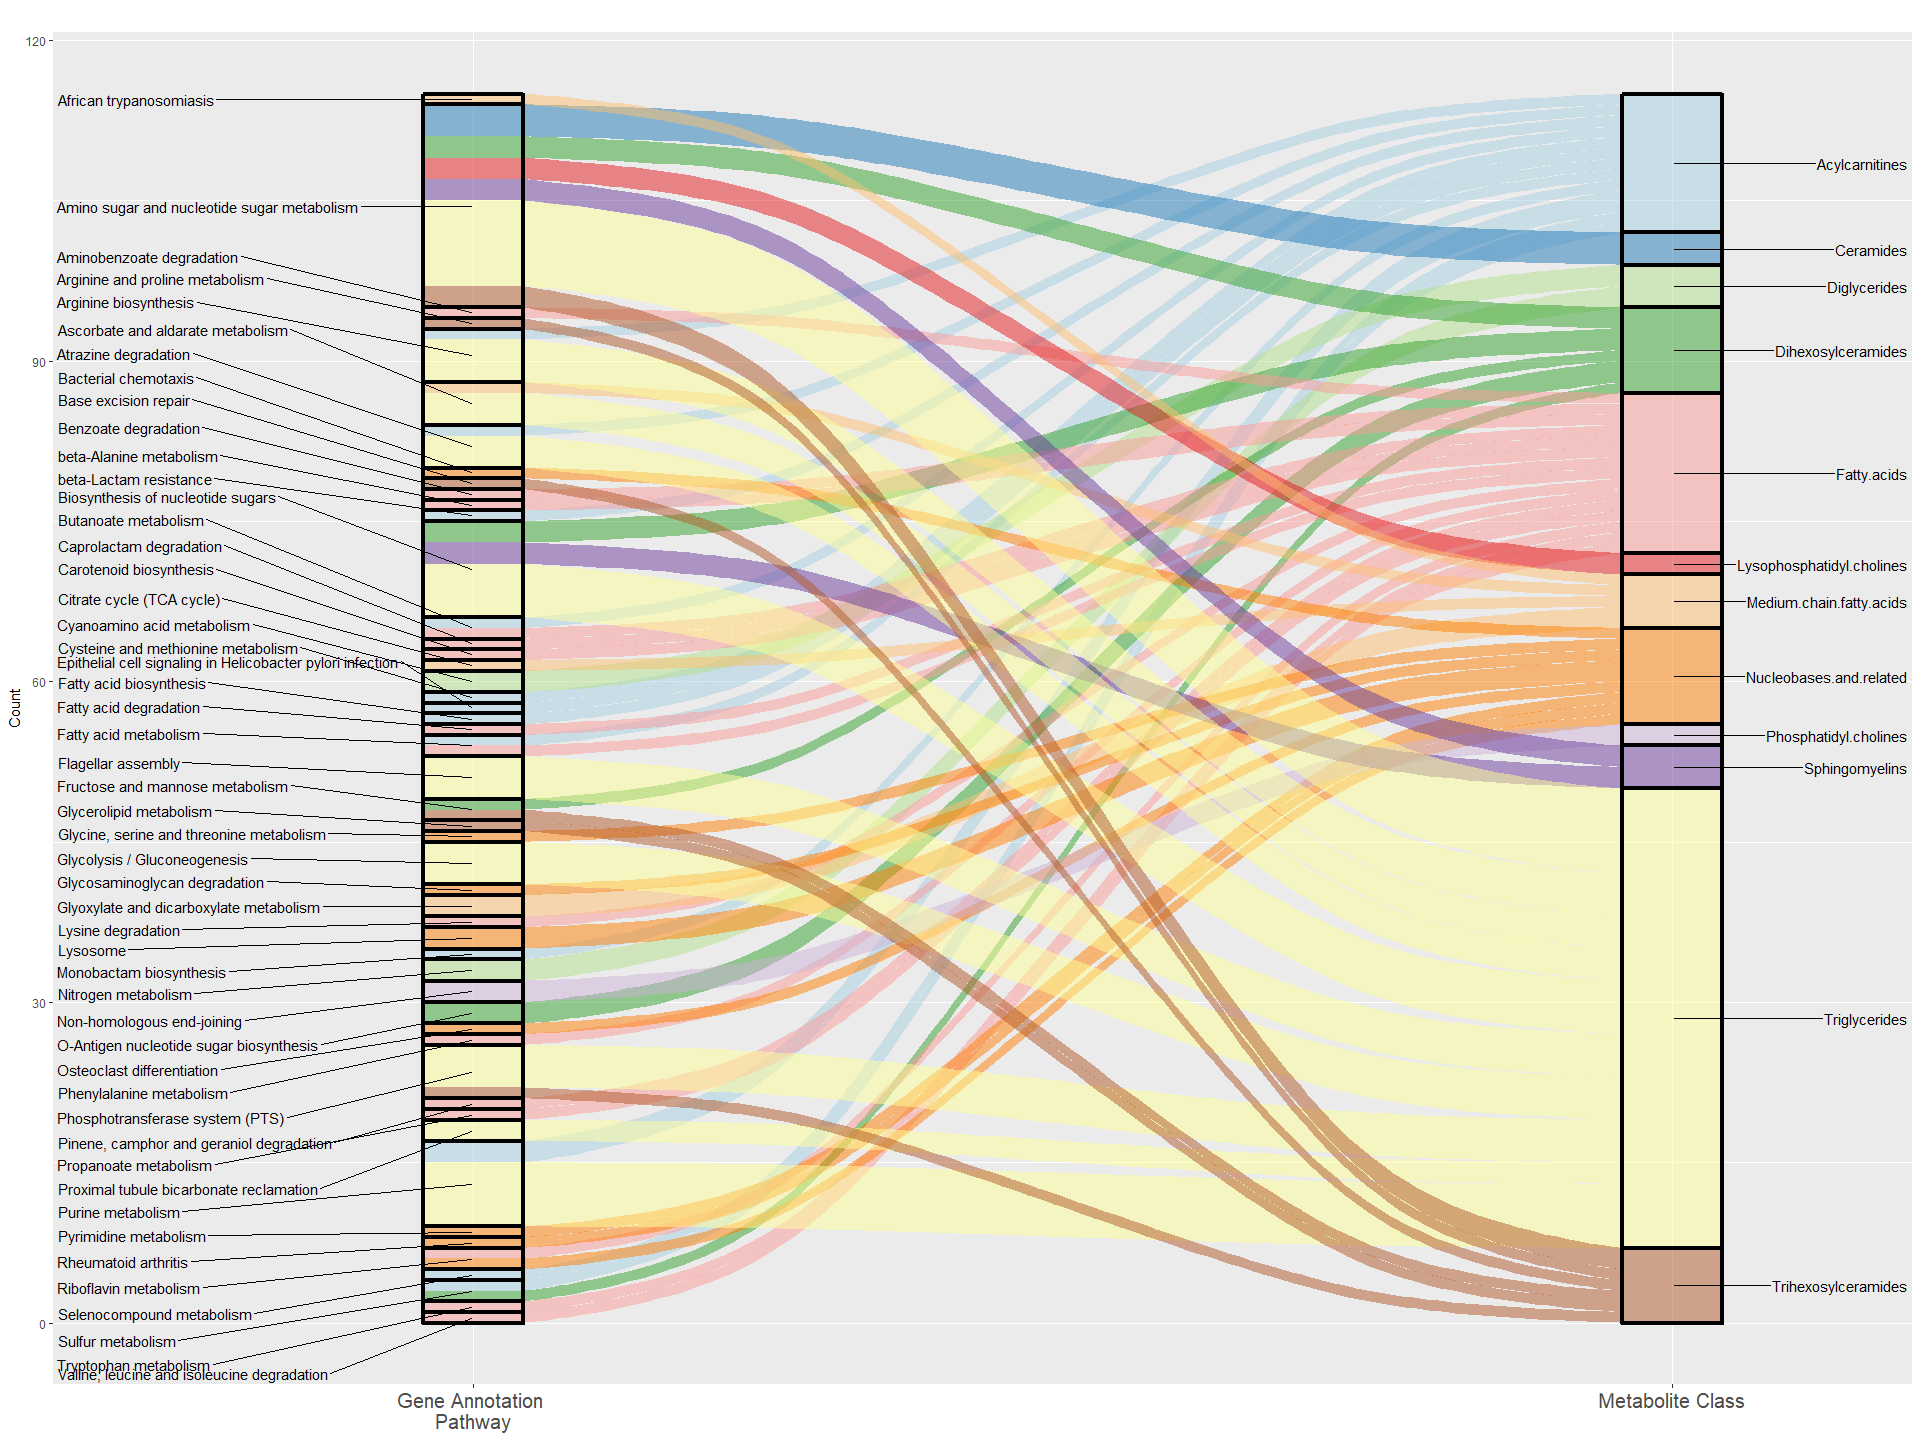 120
African trypanosomiasis
Acylcarnitines
Amino sugar and nucleotide sugar metabolism
Ceramides
Aminobenzoate degradation
Arginine and proline metabolism
Diglycerides
Arginine biosynthesis
Ascorbate and aldarate metabolism
Dihexosylceramides
Atrazine degradation
90
Bacterial chemotaxis
Base excision repair
Benzoate degradation
beta-Alanine metabolism
Fatty.acids
beta-Lactam resistance
Biosynthesis of nucleotide sugars
Butanoate metabolism
Caprolactam degradation
Lysophosphatidyl.cholines
Carotenoid biosynthesis
Citrate cycle (TCA cycle)
Medium.chain.fatty.acids
Cyanoamino acid metabolism
Cysteine and methionine metabolism
Epithelial cell signaling in Helicobacter pylori infection
Nucleobases.and.related
60
Fatty acid biosynthesis
Count
Fatty acid degradation
Fatty acid metabolism
Phosphatidyl.cholines
Flagellar assembly
Sphingomyelins
Fructose and mannose metabolism
Glycerolipid metabolism
Glycine, serine and threonine metabolism
Glycolysis / Gluconeogenesis
Glycosaminoglycan degradation
Glyoxylate and dicarboxylate metabolism
Lysine degradation
Lysosome
Monobactam biosynthesis
Nitrogen metabolism
30
Non-homologous end-joining
Triglycerides
O-Antigen nucleotide sugar biosynthesis
Osteoclast differentiation
Phenylalanine metabolism
Phosphotransferase system (PTS)
Pinene, camphor and geraniol degradation
Propanoate metabolism
Proximal tubule bicarbonate reclamation
Purine metabolism
Pyrimidine metabolism
Rheumatoid arthritis
Riboflavin metabolism
Trihexosylceramides
Selenocompound metabolism
0
Sulfur metabolism
Tryptophan metabolism
Valine, leucine and isoleucine degradation
Gene Annotation
Pathway
Metabolite Class